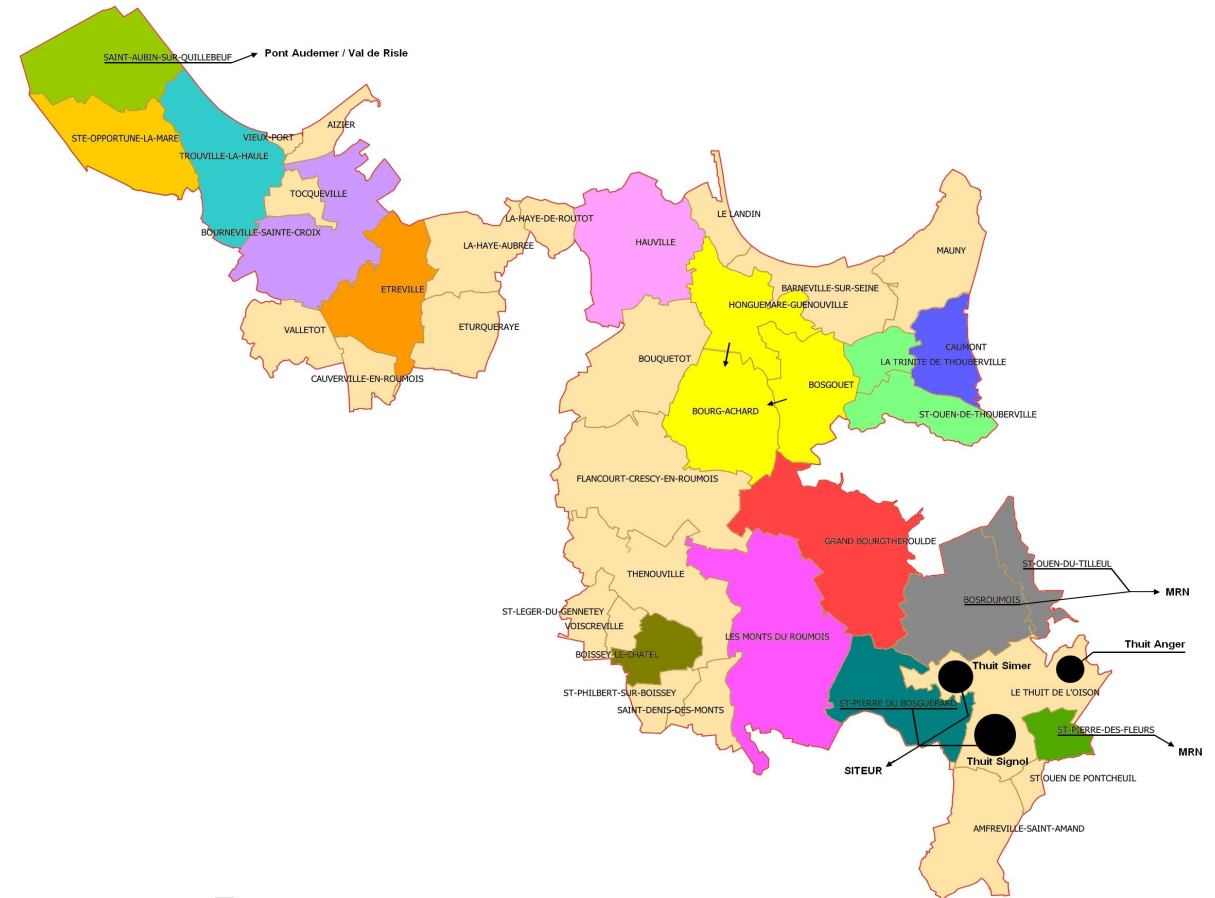 SAINT-AUBIN-SUR-QUILLEBEUF
Pont Audemer / Val de Risle
STE-OPPORTUNE-LA-MARE
TROUVILLE-LA-HAULE
VIEUX-PORT
AIZIER
TOCQUEVILLE
BOURNEVILLE-SAINTE-CROIX
LA-HAYE-DE-ROUTOT
LA-HAYE-AUBREE
ETREVILLE
VALLETOT
ETURQUERAYE
CAUVERVILLE-EN-ROUMOIS
HAUVILLE
LE LANDIN
MAUNY
BARNEVILLE-SUR-SEINE
HONGUEMARE-GUENOUVILLE
CAUMONT
LA TRINITE DE THOUBERVILLE
BOUQUETOT
BOSGOUET
BOURG-ACHARD
ST-OUEN-DE-THOUBERVILLE
FLANCOURT-CRESCY-EN-ROUMOIS
GRAND BOURGTHEROULDE
ST-OUEN-DU-TILLEUL
THENOUVILLE
BOSROUMOIS
MRN
ST-LEGER-DU-GENNETEY
VOISCREVILLE
LES MONTS DU ROUMOIS
Thuit Anger
BOISSEY-LE-CHATEL
Thuit Simer
ST-PHILBERT-SUR-BOISSEY
LE THUIT DE L'OISON
SAINT-DENIS-DES-MONTS
ST-PIERRE DU BOSGUERARD
ST-PIERRE-DES-FLEURS
MRN
SITEUR
Thuit Signol
ST OUEN DE PONTCHEUIL
AMFREVILLE-SAINT-AMAND